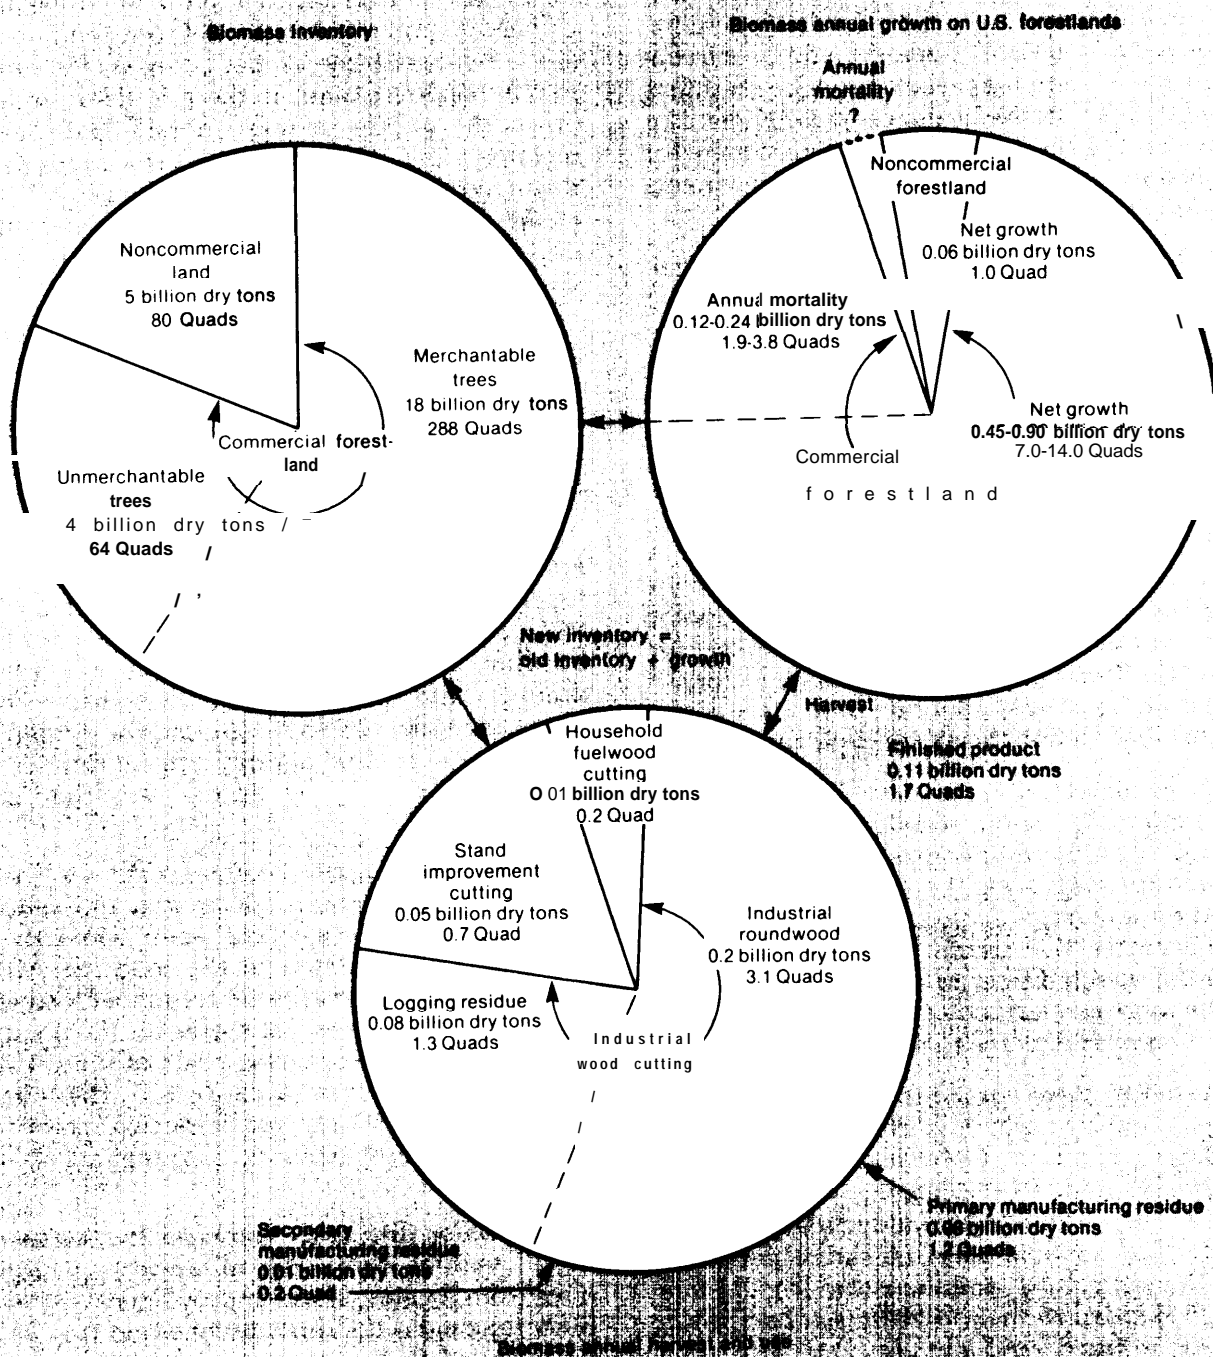 Biomass inventory
Noncommercial
land
5 billion dry tons
80 Quads
Merchantable
trees
18 billion dry tons
288 Quads
Commercial forest-
land
Unmerchantable
trees
4 billion dry tons
64 Quads
Biomass annual growth on U.S. forestlands
Annual
mortality
?
Noncommercial
forestland
Net growth
0.06 billion dry tons
1.0 Quad
Annual mortality
0.12-0.24 billion dry tons
1.9-3.8 Quads
Net growth
0.45-0.90 billion dry tons
7.0-14.0 Quads
Commercial
forestland
New inventory =
old inventory + growth
Harvest
Finished product
0.11 billion dry tons
1.7 Quads
Household
fuelwood
cutting
O 01 billion dry tons
0.2 Quad
Stand
improvement
cutting
0.05 billion dry tons
0.7 Quad
Industrial
roundwood
0.2 billion dry tons
3.1 Quads
Logging residue
0.08 billion dry tons
1.3 Quads
Industrial
wood cutting
Primary manufacturing residue
billion dry tons
1.2 Quads
Secondary
manufacturing residue
0.01 billion dry tons
0.2 Quad
Biomass annual harvest and use